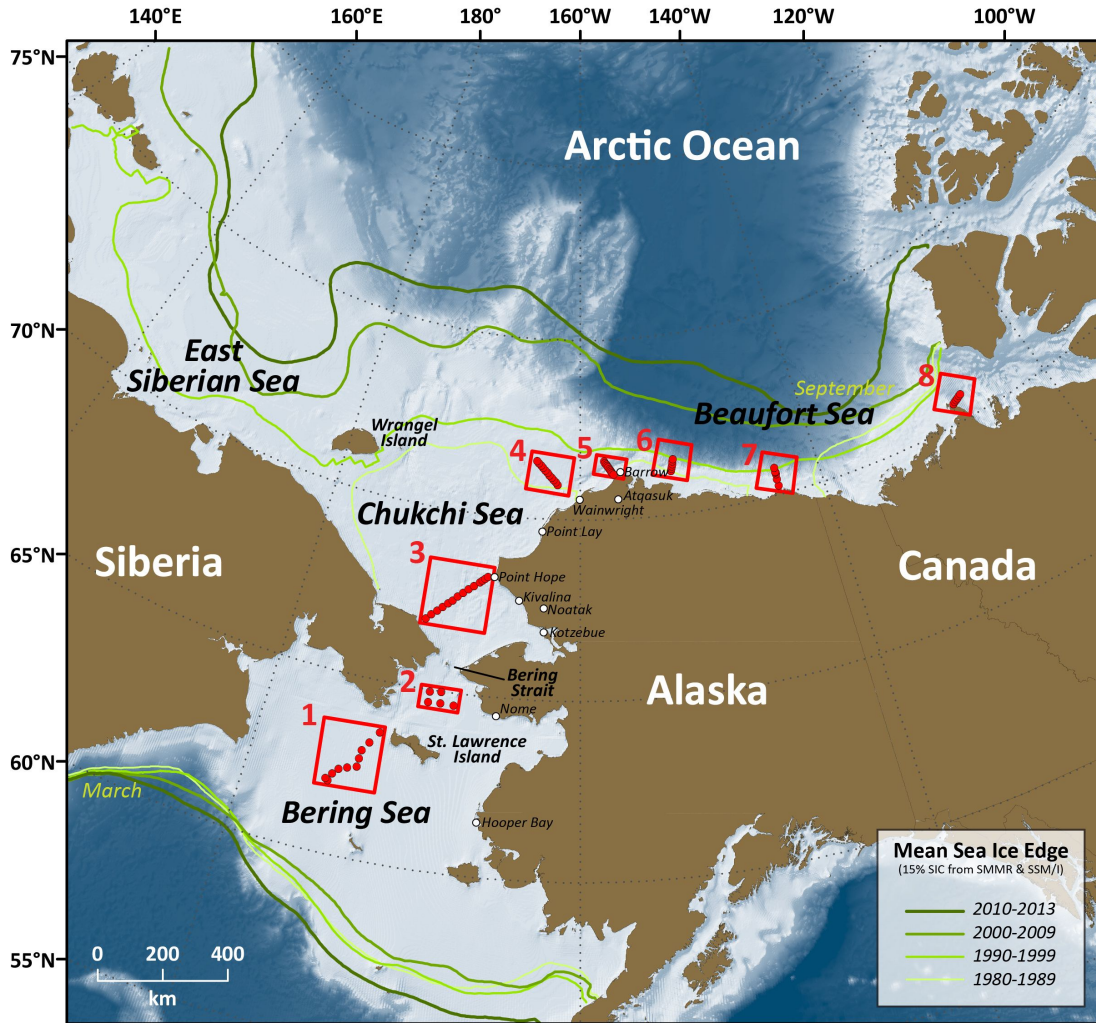 140°E 160°E 180° 160°W 140°W 120°W 100°W
75°N
Arctic Ocean
70°N
East
Siberian Sea
September
8
Beaufort Sea
Wrangel
Island
4
5
6
7
Barrow
Atqasuk
Wainwright
Chukchi Sea
Point Lay
65°N
Siberia
3
Canada
Point Hope
Kivalina
Noatak
Kotzebue
Bering
Strait
Alaska
2
Nome
1
St. Lawrence
Island
60°N
March
Bering Sea
Hooper Bay
Mean Sea Ice Edge
(15% SIC from SMMR & SSM/I)
2010-2013
2000-2009
1990-1999
1980-1989
55°N
0 200 400
km